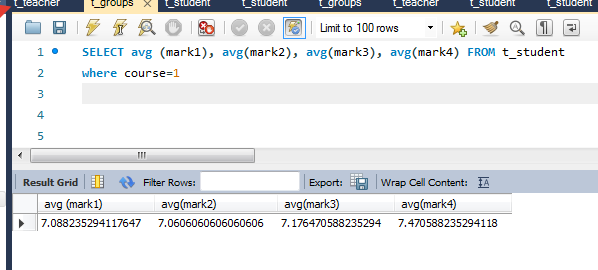 t_teacher t_groups t_student t_student t_groups t_teacher t_student
Limit to 100 rows
1 SELECT avg (mark1), avg(mark2), avg(mark3), avg(mark4) FROM t_student
2 where course=1
3
4
5
Result Grid Filter Rows: Export: Wrap Cell Content:
avg (mark1) avg(mark2) avg(mark3) avg(mark4)
7.088235294117647 7.0606060606060606 7.176470588235294 7.470588235294118